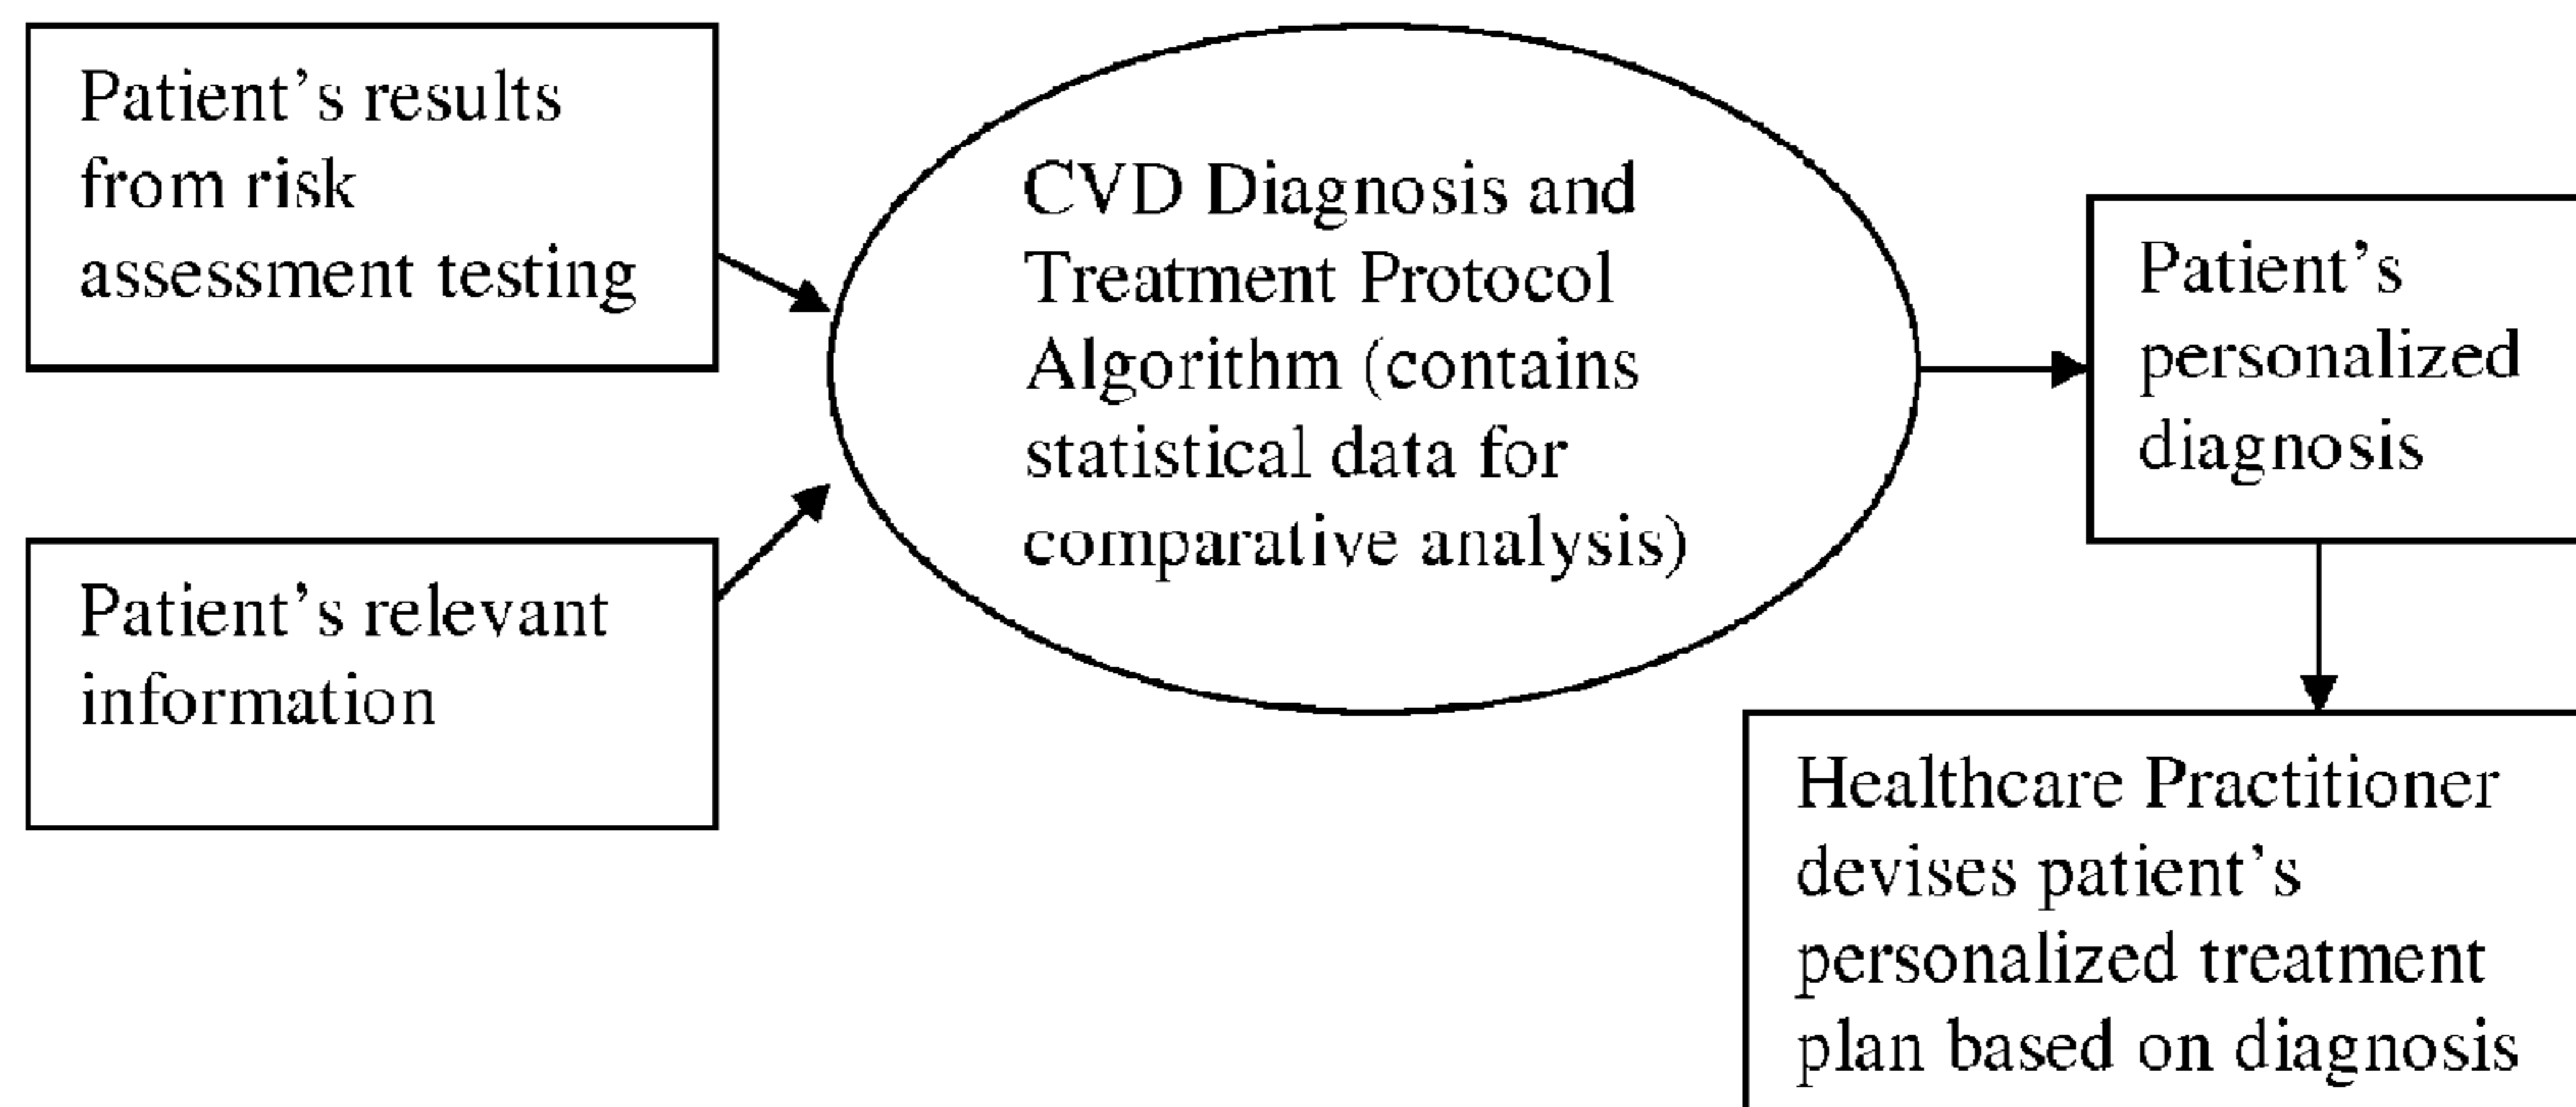 Patient’s results
from risk
assessment testing
Patient’s relevant
information
CVD Diagnosis and
Treatment Protocol
Algorithm (contains
statistical data for
comparative analysis)
Patient’s
personalized
diagnosis
Healthcare Practitioner
devises patient’s
personalized treatment
plan based on diagnosis